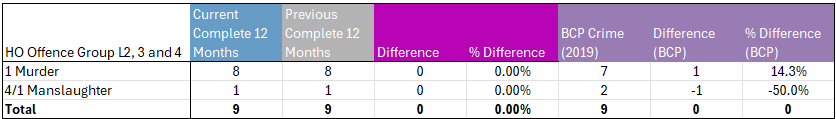 HO Offence Group L2, 3 and 4 Current Complete 12 Months Previous Complete 12 Months Difference % Difference BCP Crime (2019) Difference (BCP) % Difference (BCP)
1 Murder 8 8 0 0.00% 7 1 14.3%
4/1 Manslaughter 1 1 0 0.00% 2 -1 -50.0%
Total 9 9 0 0.00% 9 0 0